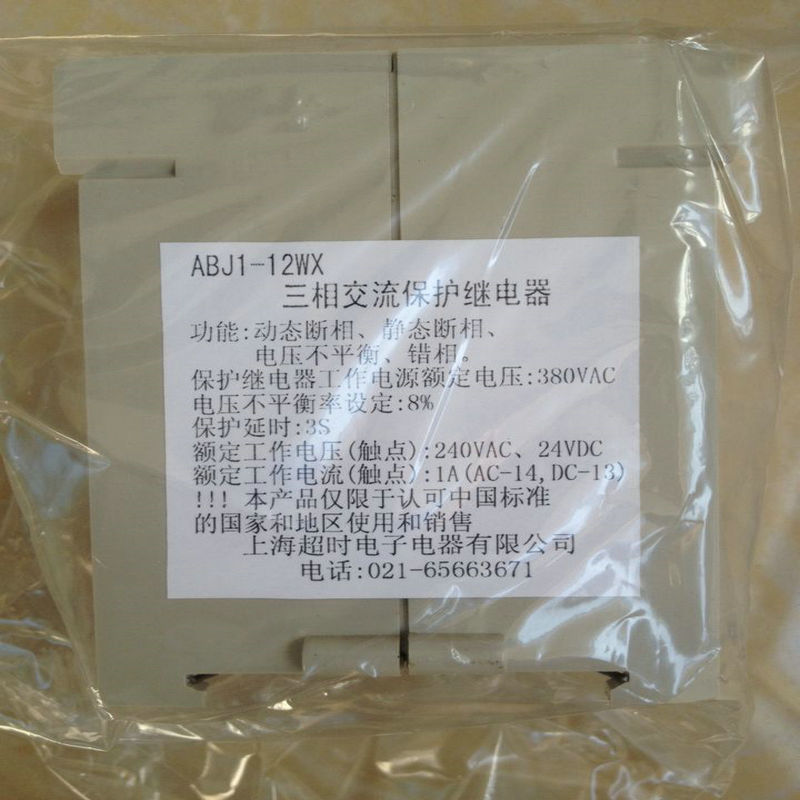 ABJ1-12WX
三相交流保护继电器
功能:动态断相、静态断相、
电压不平衡、错相。
保护继电器工作电源额定电压:380VAC
电压不平衡率设定:8%
保护延时:3S
额定工作电压(触点):240VAC、24VDC
额定工作电流(触点):1A(AC-14,DC-13)
!!! 本产品仅限于认可中国标准
的国家和地区使用和销售
上海超时电子电器有限公司
电话:021-65663671